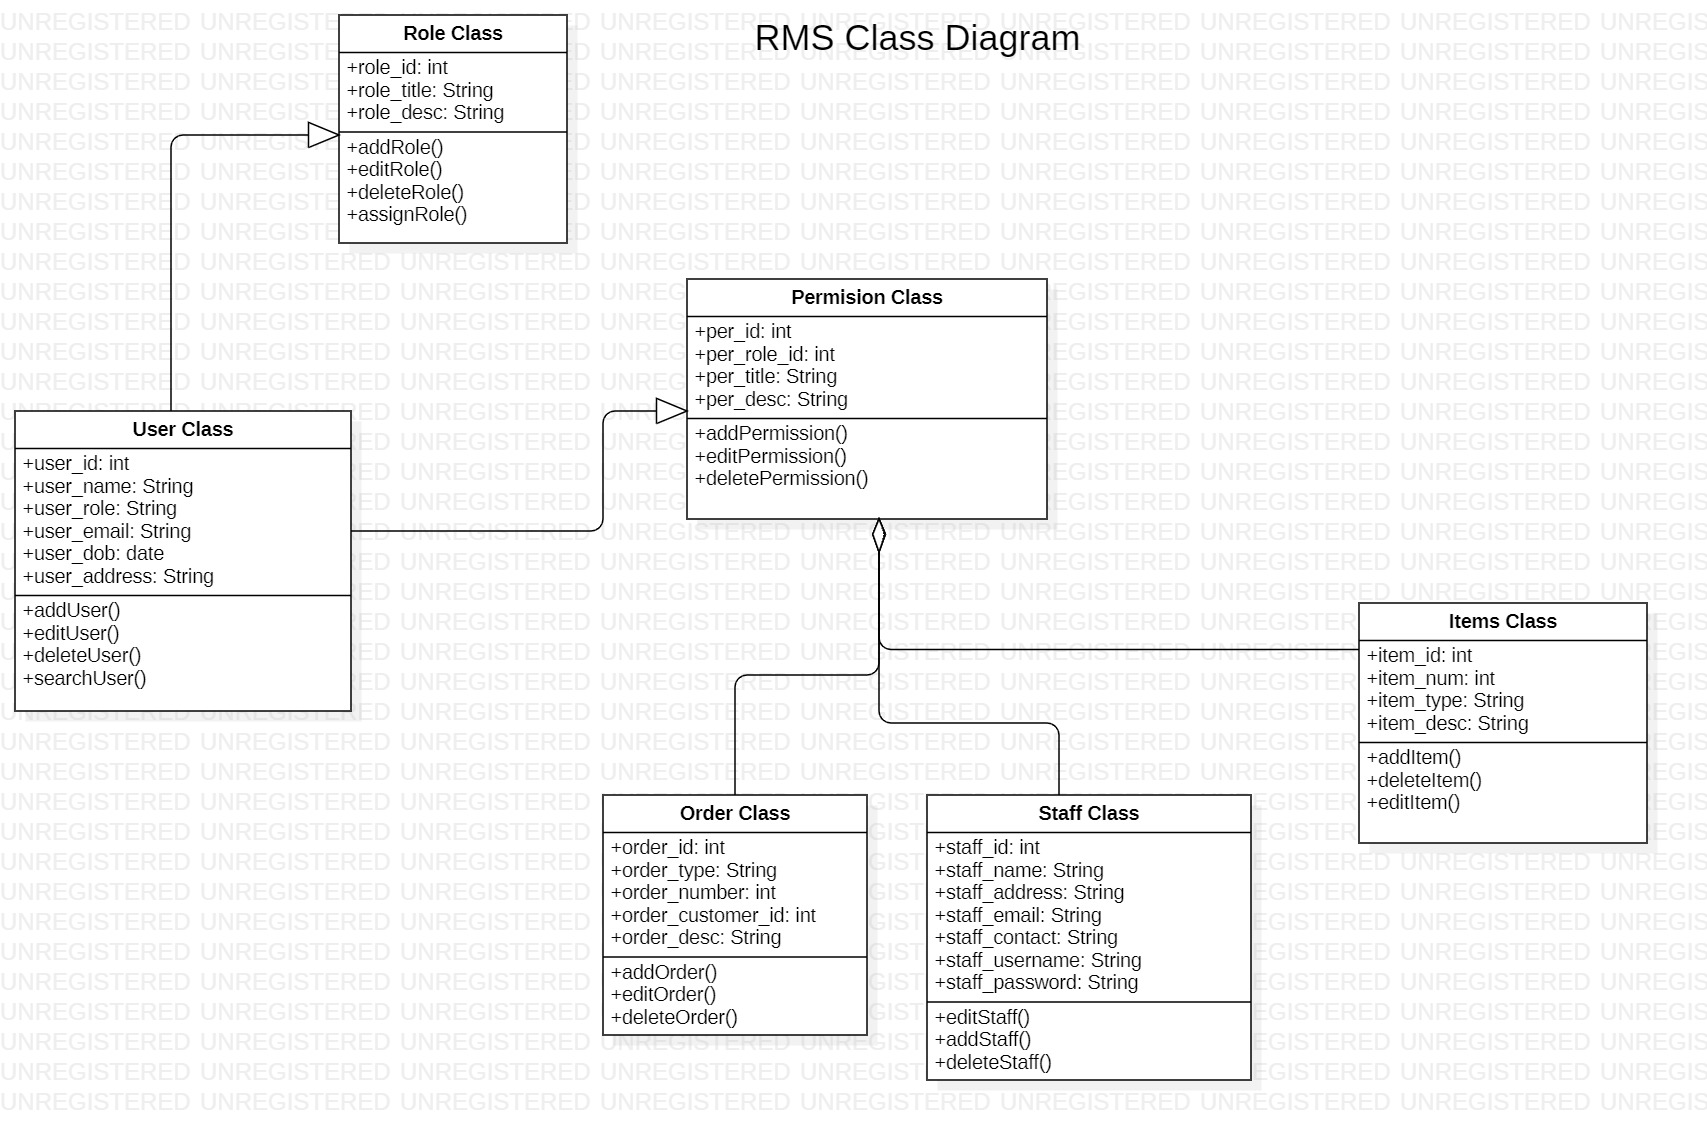 RMS Class Diagram
Role Class
+role_id: int
+role_title: String
+role_desc: String
+addRole()
+editRole()
+deleteRole()
+assignRole()
Permision Class
+per_id: int
+per_role_id: int
+per_title: String
+per_desc: String
+addPermission()
+editPermission()
+deletePermission()
User Class
+user_id: int
+user_name: String
+user_role: String
+user_email: String
+user_dob: date
+user_address: String
+addUser()
+editUser()
+deleteUser()
+searchUser()
Items Class
+item_id: int
+item_num: int
+item_type: String
+item_desc: String
+addItem()
+deleteItem()
+editItem()
Order Class
+order_id: int
+order_type: String
+order_number: int
+order_customer_id: int
+order_desc: String
+addOrder()
+editOrder()
+deleteOrder()
Staff Class
+staff_id: int
+staff_name: String
+staff_address: String
+staff_email: String
+staff_contact: String
+staff_username: String
+staff_password: String
+editStaff()
+addStaff()
+deleteStaff()
UNREGISTERED